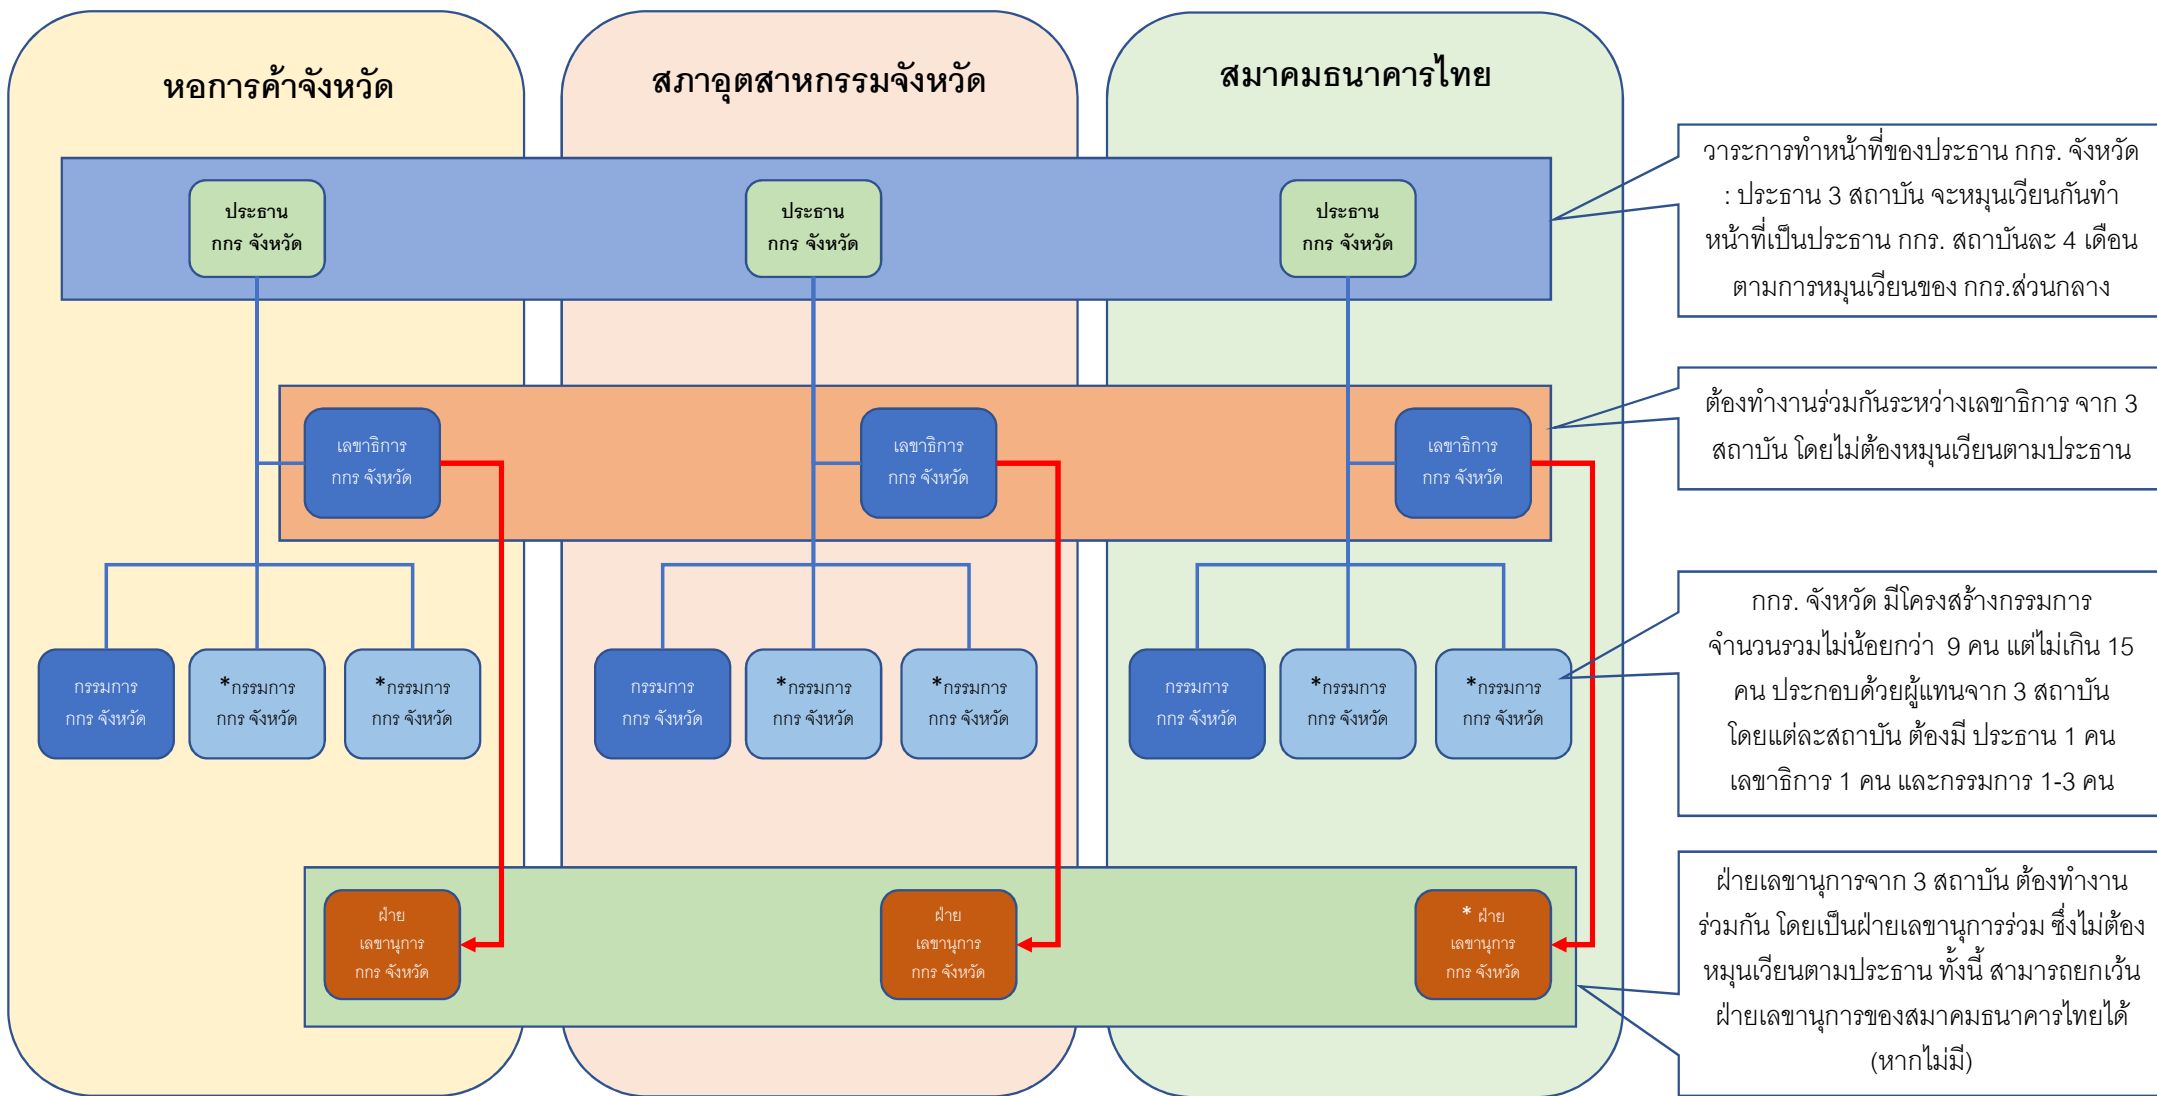 หอการค้าจังหวัด
สภาอุตสาหกรรมจังหวัด
สมาคมธนาคารไทย
ประธาน
กกร จังหวัด
ประธาน
กกร จังหวัด
ประธาน
กกร จังหวัด
วาระการทำหน้าที่ของประธาน กกร. จังหวัด
: ประธาน 3 สถาบัน จะหมุนเวียนกันทำ
หน้าที่เป็นประธาน กกร. สถาบันละ 4 เดือน
ตามการหมุนเวียนของ กกร.ส่วนกลาง
เลขาธิการ
กกร จังหวัด
เลขาธิการ
กกร จังหวัด
เลขาธิการ
กกร จังหวัด
ต้องทำงานร่วมกันระหว่างเลขาธิการ จาก 3
สถาบัน โดยไม่ต้องหมุนเวียนตามประธาน
กรรมการ
กกร จังหวัด
*กรรมการ
กกร จังหวัด
*กรรมการ
กกร จังหวัด
กรรมการ
กกร จังหวัด
*กรรมการ
กกร จังหวัด
*กรรมการ
กกร จังหวัด
กรรมการ
กกร จังหวัด
*กรรมการ
กกร จังหวัด
*กรรมการ
กกร จังหวัด
กกร. จังหวัด มีโครงสร้างกรรมการ
จำนวนรวมไม่น้อยกว่า 9 คน แต่ไม่เกิน 15
คน ประกอบด้วยผู้แทนจาก 3 สถาบัน
โดยแต่ละสถาบัน ต้องมี ประธาน 1 คน
เลขาธิการ 1 คน และกรรมการ 1-3 คน
ฝ่าย
เลขานุการ
กกร จังหวัด
ฝ่าย
เลขานุการ
กกร จังหวัด
* ฝ่าย
เลขานุการ
กกร จังหวัด
ฝ่ายเลขานุการจาก 3 สถาบัน ต้องทำงาน
ร่วมกัน โดยเป็นฝ่ายเลขานุการร่วม ซึ่งไม่ต้อง
หมุนเวียนตามประธาน ทั้งนี้ สามารถยกเว้น
ฝ่ายเลขานุการของสมาคมธนาคารไทยได้
(หากไม่มี)